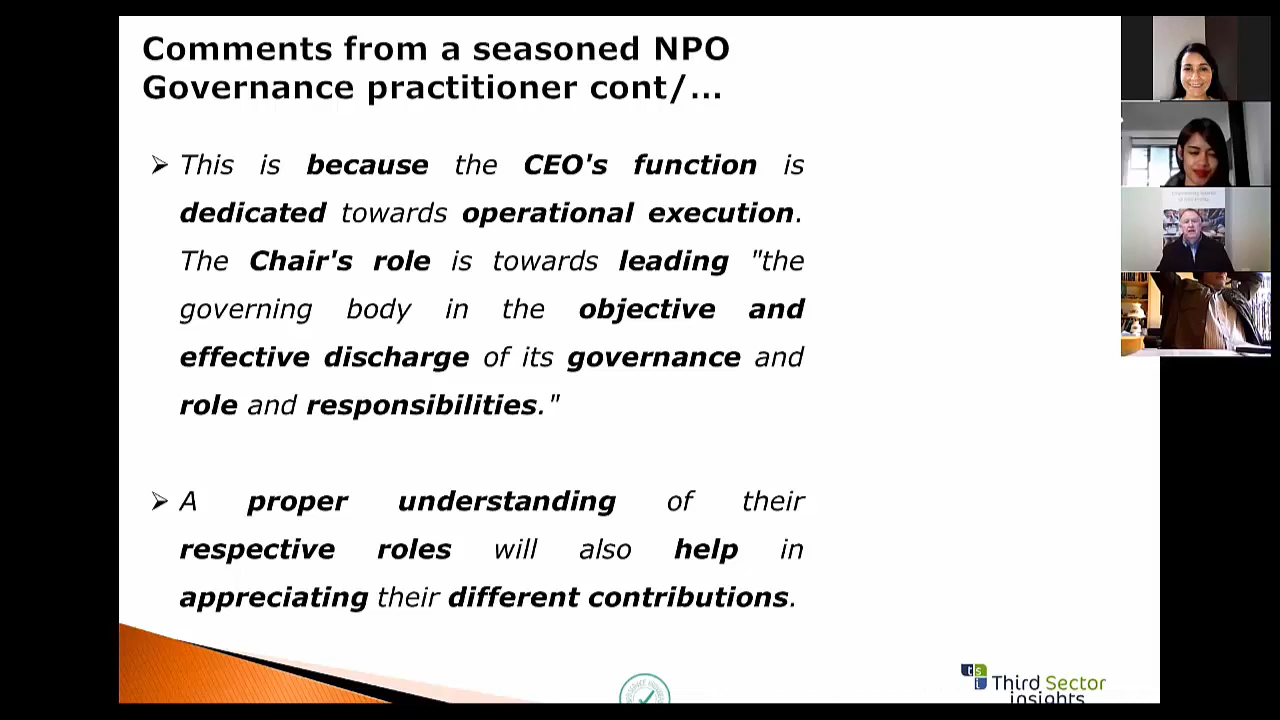 Comments from a seasoned NPO
Governance practitioner cont/...
This is because the CEO's function is
dedicated towards operational execution.
The Chair's role is towards leading "the
governing body in the objective and
effective discharge of its governance and
role and responsibilities."
A proper understanding of their
respective roles will also help in
appreciating their different contributions.
ts
i
Third Sector
insights